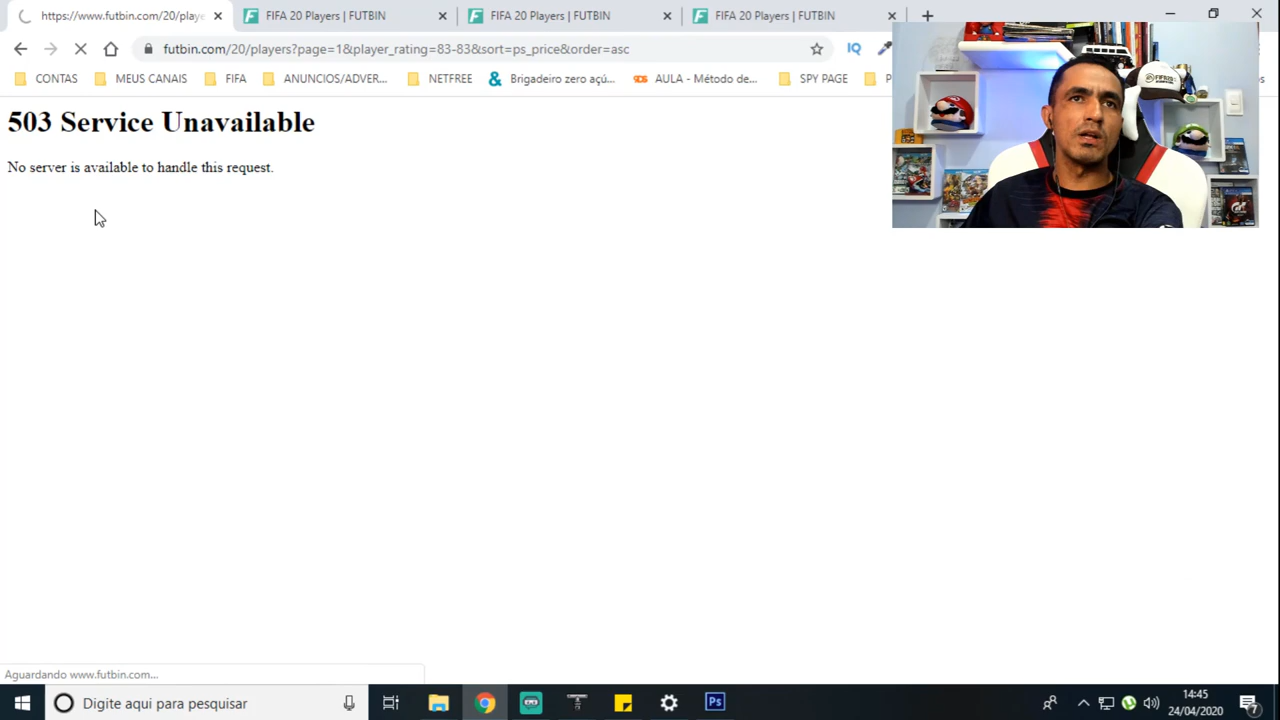 https://www.futbin.com/20/playe
FIFA 20 Players | FUTBIN
FIFA 20 Players | FUTBIN
FIFA 20 Players | FUTBIN
futbin.com/20/players?page=1&player_rating=83-83&sort=ps_price&order=asc
IQ
CONTAS
MEUS CANAIS
FIFA
ANUNCIOS/ADVER...
NETFREE
Brigadeiro zero açú...
AULA - Método de...
SPY PAGE
503 Service Unavailable
No server is available to handle this request.
Aguardando www.futbin.com...
Digite aqui para pesquisar
Ps
14:45
24/04/2020
7